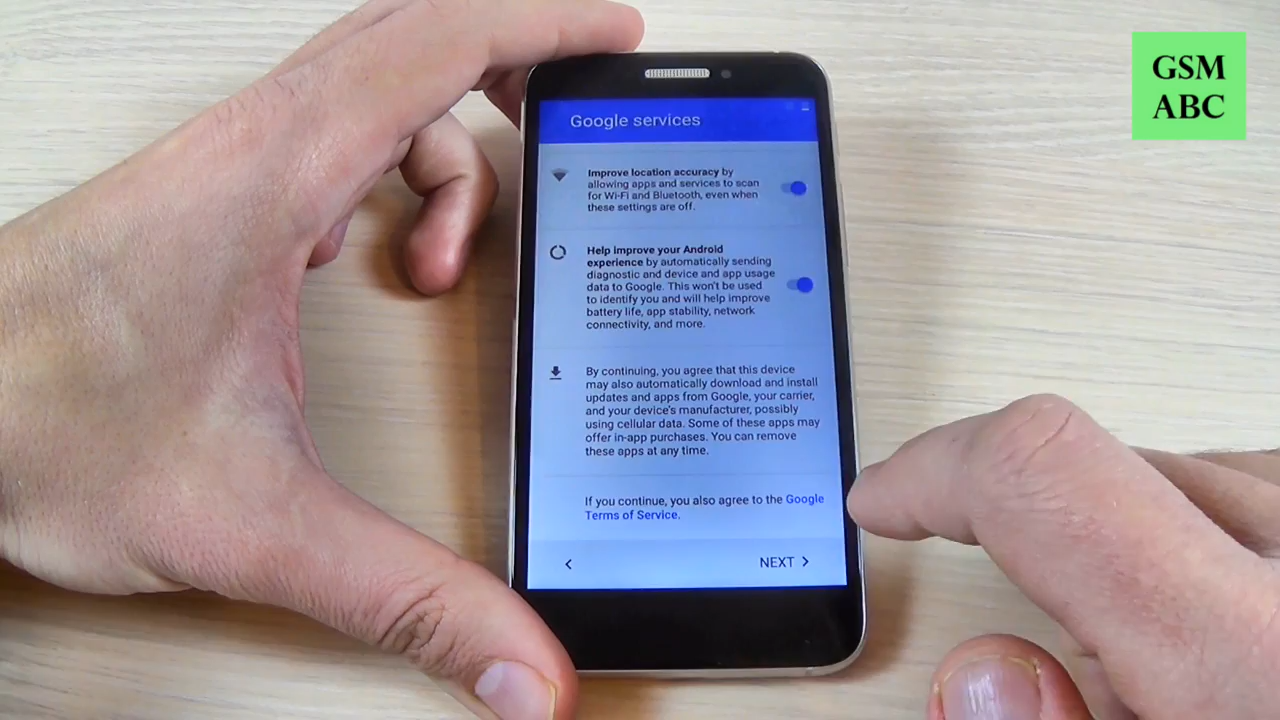 GSM
ABC
Google services
Improve location accuracy by
allowing apps and services to scan
for Wi-Fi and Bluetooth, even when
these settings are off.
Help improve your Android
experience by automatically sending
diagnostic and device and app usage
data to Google. This won't be used
to identify you and will help improve
battery life, app stability, network
connectivity, and more.
By continuing, you agree that this device
may also automatically download and install
updates and apps from Google, your carrier,
and your device's manufacturer, possibly
using cellular data. Some of these apps may
offer in-app purchases. You can remove
these apps at any time.
If you continue, you also agree to the Google
Terms of Service.
NEXT